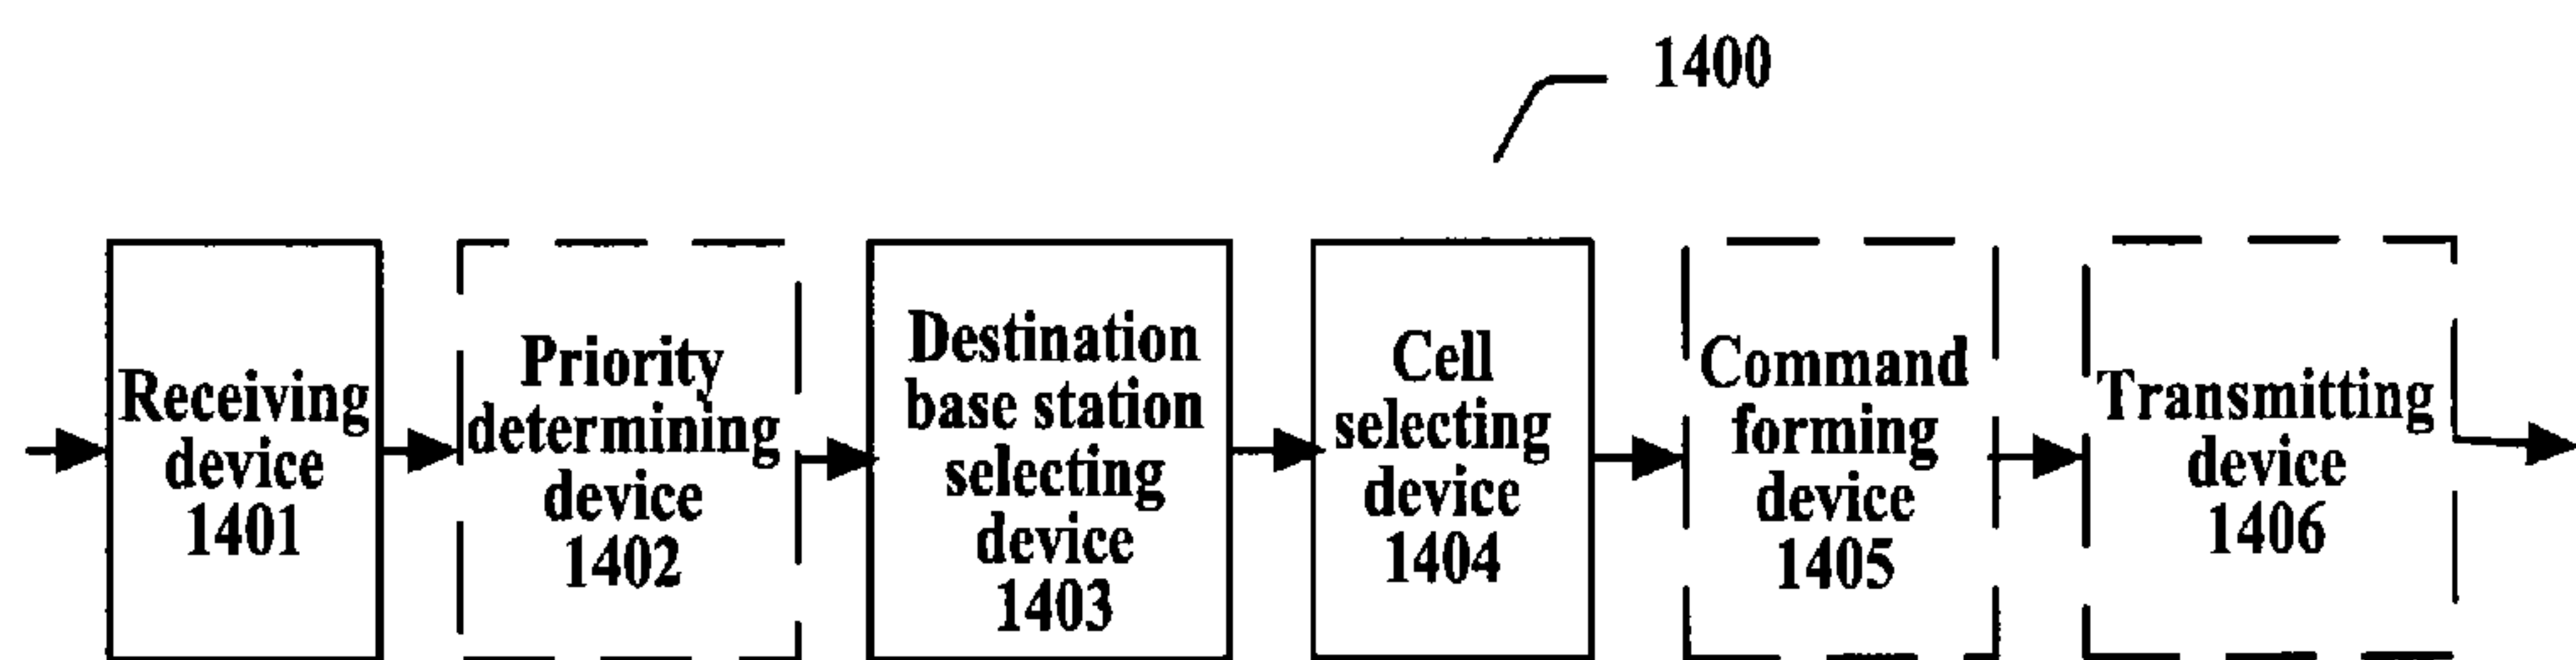 1400
Receiving
device
1401
Priority
determining
device
1402
Destination
base station
selecting
device
1403
Cell
selecting
device
1404
Command
forming
device
1405
Transmitting
device
1406